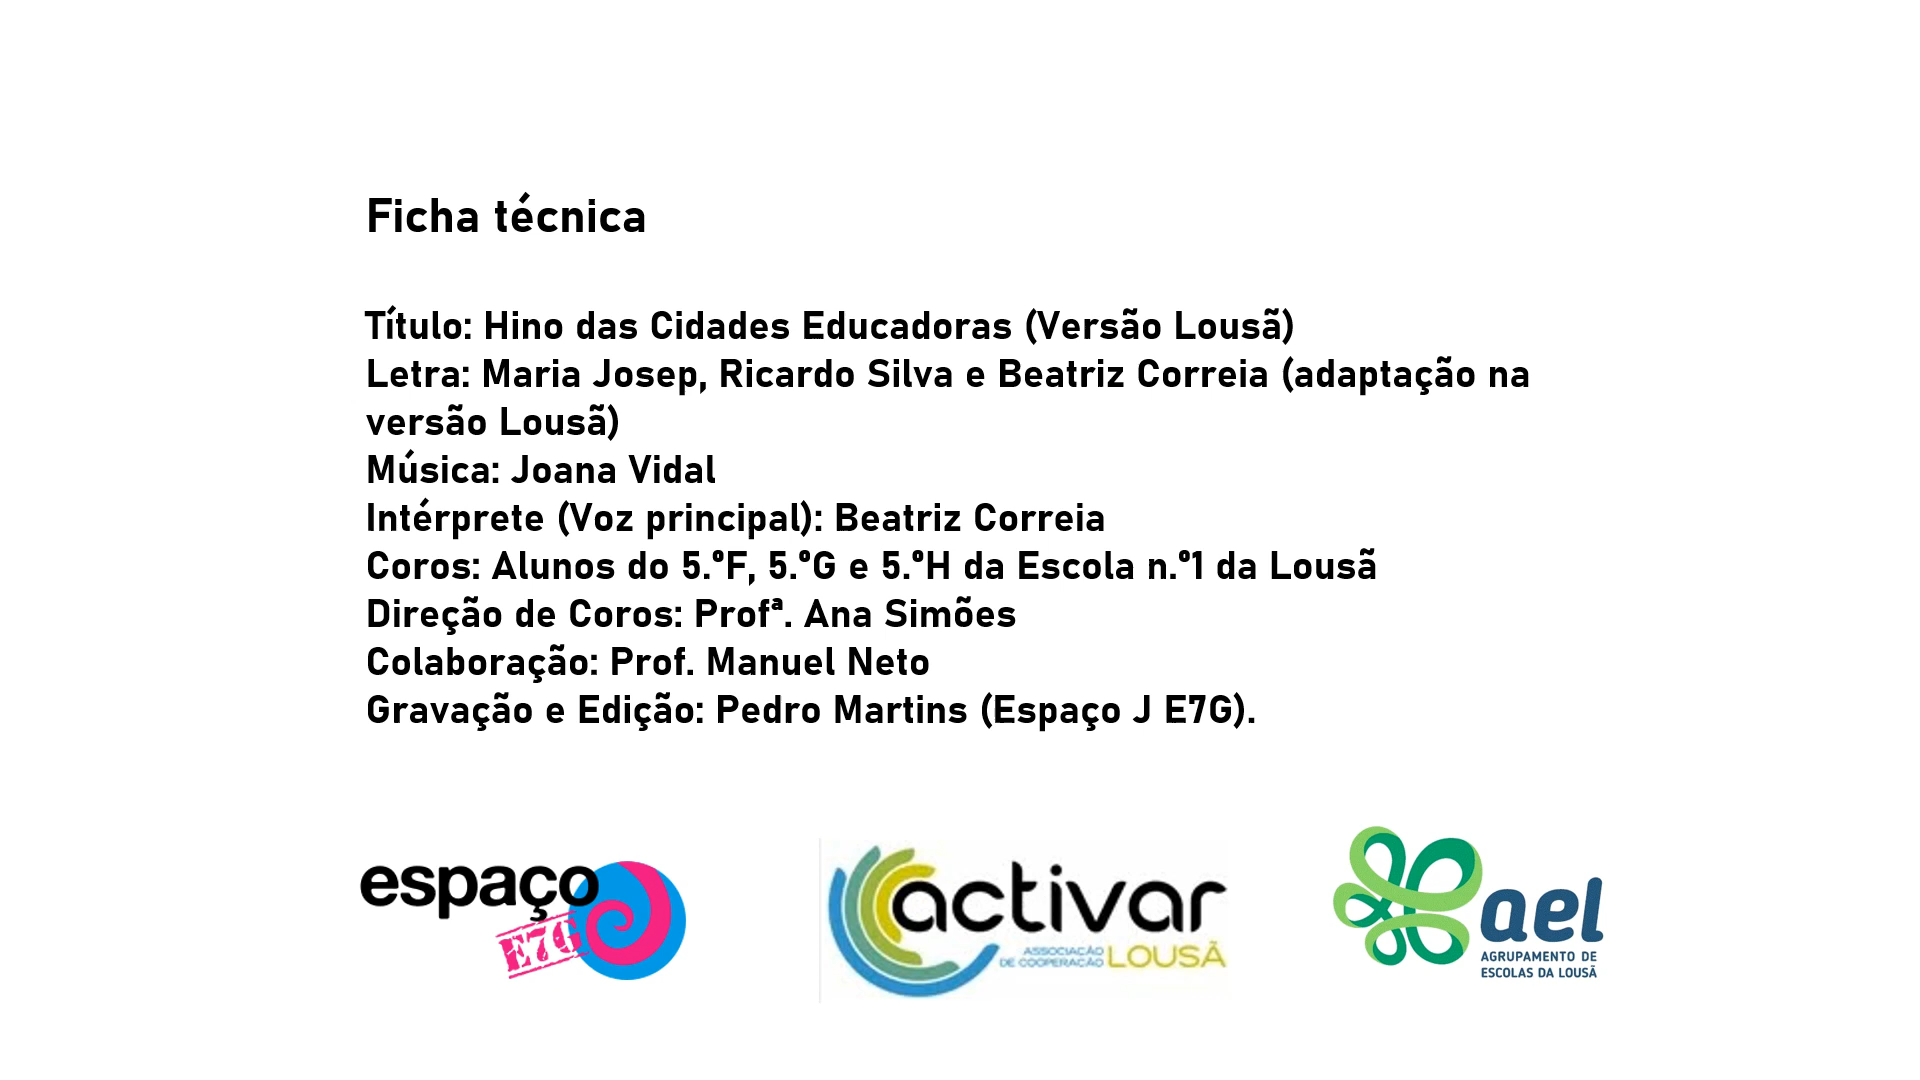 Ficha técnica
Título: Hino das Cidades Educadoras (Versão Lousã)
Letra: Maria Josep, Ricardo Silva e Beatriz Correia (adaptação na
versão Lousã)
Música: Joana Vidal
Intérprete (Voz principal): Beatriz Correia
Coros: Alunos do 5.ºF, 5.ºG e 5.ºH da Escola n.º1 da Lousã
Direção de Coros: Profª. Ana Simões
Colaboração: Prof. Manuel Neto
Gravação e Edição: Pedro Martins (Espaço J E7G).
espaço
E7G
activar
ASSOCIAÇÃO
DE COOPERAÇÃO
LOUSÃ
ael
AGRUPAMENTO DE
ESCOLAS DA LOUSÃ